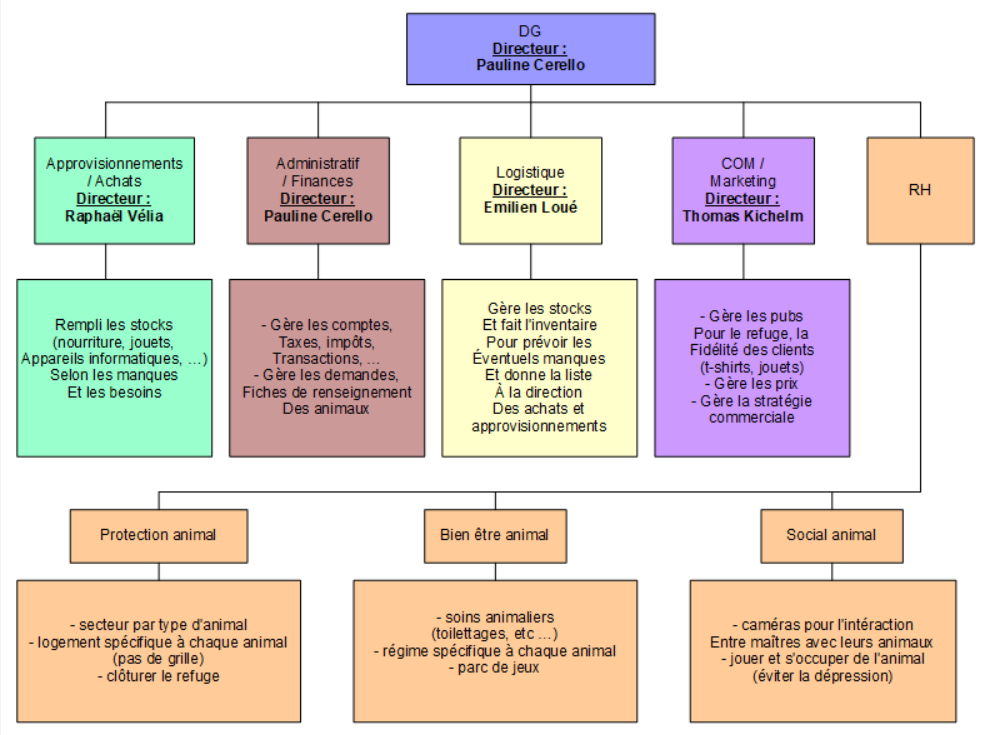 DG
Directeur :
Pauline Cerello
Approvisionnements
/ Achats
Directeur :
Raphaël Vélia
Administratif
/ Finances
Directeur :
Pauline Cerello
Logistique
Directeur :
Emilien Loué
COM /
Marketing
Directeur :
Thomas Kichelm
RH
Rempli les stocks
(nourriture, jouets,
Appareils informatiques, ...)
Selon les manques
Et les besoins
- Gère les comptes,
Taxes, impôts,
Transactions, ...
- Gère les demandes,
Fiches de renseignement
Des animaux
Gère les stocks
Et fait l'inventaire
Pour prévoir les
Éventuels manques
Et donne la liste
À la direction
Des achats et
approvisionnements
- Gère les pubs
Pour le refuge, la
Fidélité des clients
(t-shirts, jouets)
- Gère les prix
- Gère la stratégie
commerciale
Protection animal
Bien être animal
Social animal
- secteur par type d'animal
- logement spécifique à chaque animal
(pas de grille)
- clôturer le refuge
- soins animaliers
(toilettages, etc ...)
- régime spécifique à chaque animal
- parc de jeux
- caméras pour l'intéraction
Entre maîtres avec leurs animaux
- jouer et s'occuper de l'animal
(éviter la dépression)